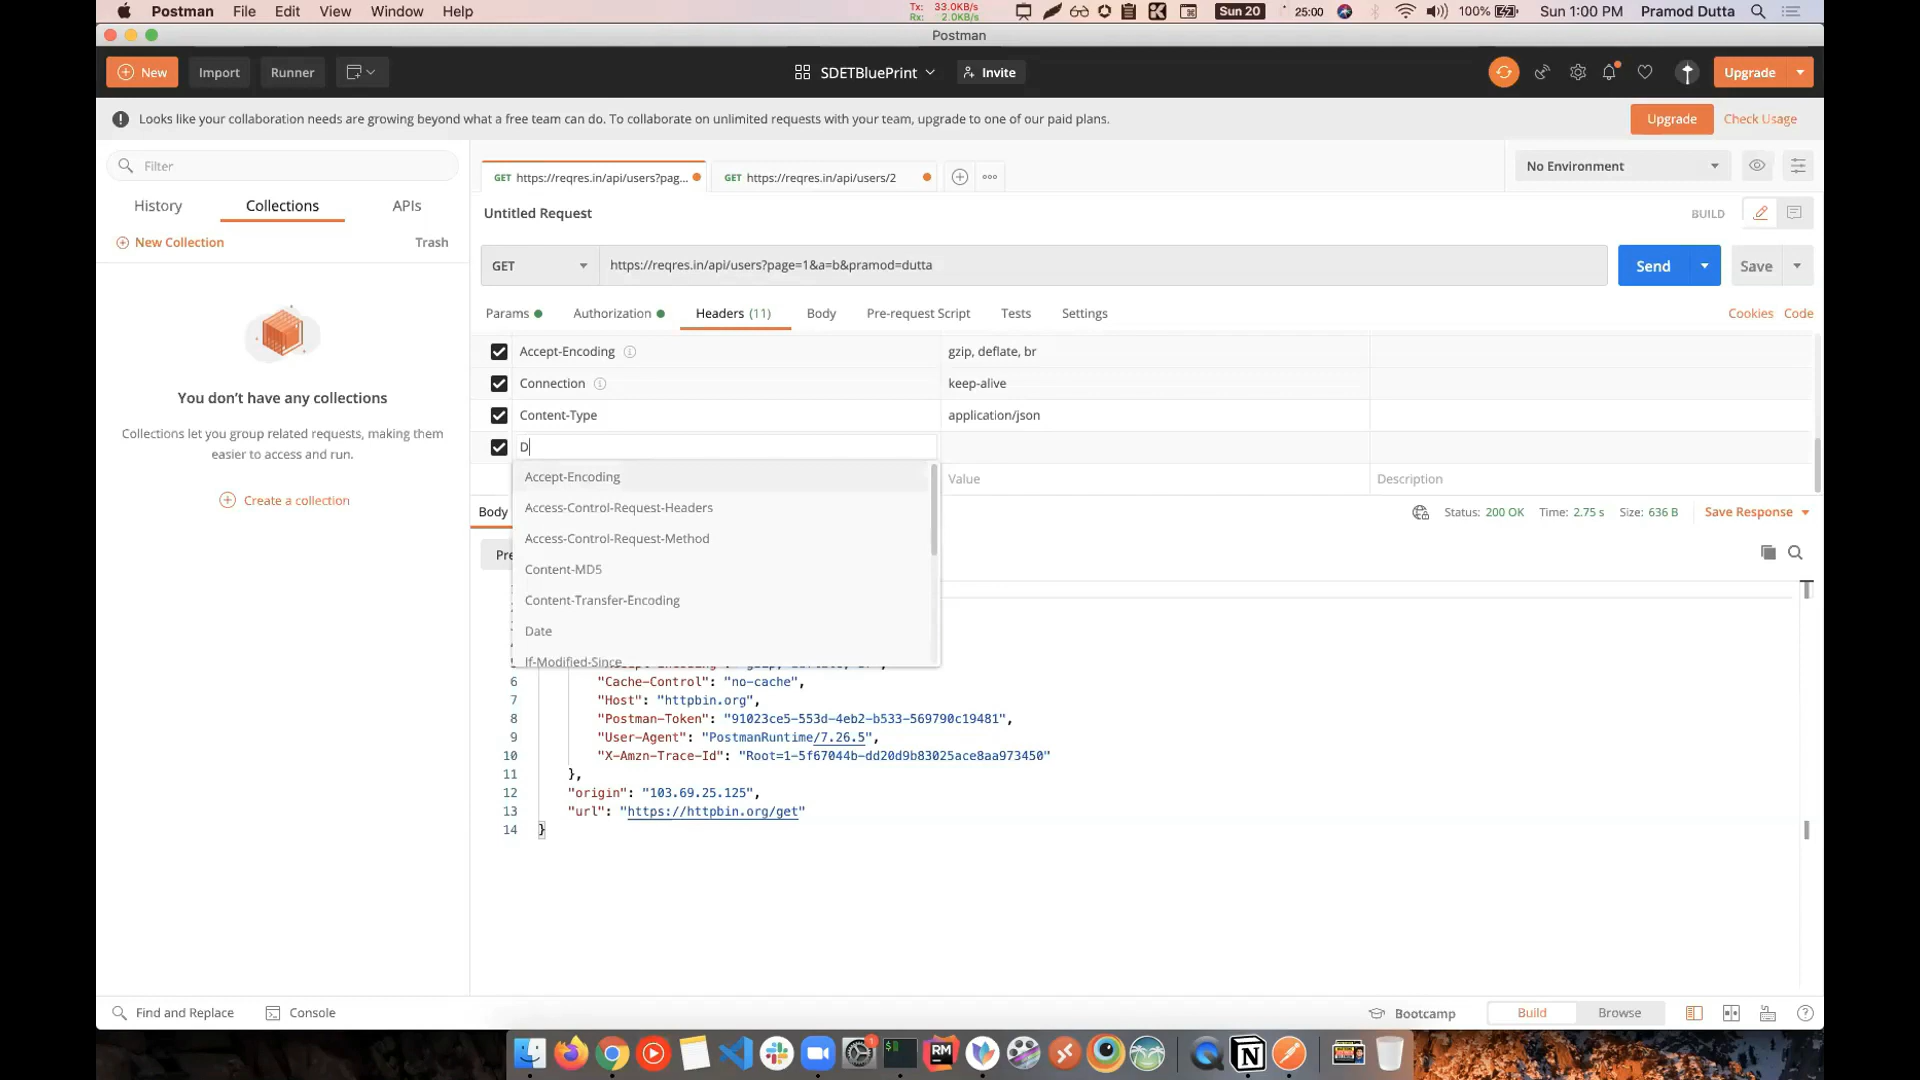 Postman File Edit View Window Help
Tx: 33.0KB/s
Rx: 2.0KB/s
Sun 20 25:00 100% Sun 1:00 PM Pramod Dutta
Postman
New Import Runner SDETBluePrint Invite Upgrade
Looks like your collaboration needs are growing beyond what a free team can do. To collaborate on unlimited requests with your team, upgrade to one of our paid plans. Upgrade Check Usage
Filter
GET https://reqres.in/api/users?pag... GET https://reqres.in/api/users/2 No Environment
History Collections APIs
Untitled Request BUILD
New Collection Trash
GET https://reqres.in/api/users?page=1&a=b&pramod=dutta Send Save
Params Authorization Headers (11) Body Pre-request Script Tests Settings Cookies Code
Accept-Encoding gzip, deflate, br
Connection keep-alive
Content-Type application/json
D
You don't have any collections
Collections let you group related requests, making them
easier to access and run.
Create a collection
Accept-Encoding
Access-Control-Request-Headers
Access-Control-Request-Method
Content-MD5
Content-Transfer-Encoding
Date
If-Modified-Since
Value Description
Body Status: 200 OK Time: 2.75 s Size: 636 B Save Response
Pre
6 "Cache-Control": "no-cache",
7 "Host": "httpbin.org",
8 "Postman-Token": "91023ce5-553d-4eb2-b533-569790c19481",
9 "User-Agent": "PostmanRuntime/7.26.5",
10 "X-Amzn-Trace-Id": "Root=1-5f67044b-dd20d9b83025ace8aa973450"
11 },
12 "origin": "103.69.25.125",
13 "url": "https://httpbin.org/get"
14 }
Find and Replace Console Bootcamp Build Browse
RM